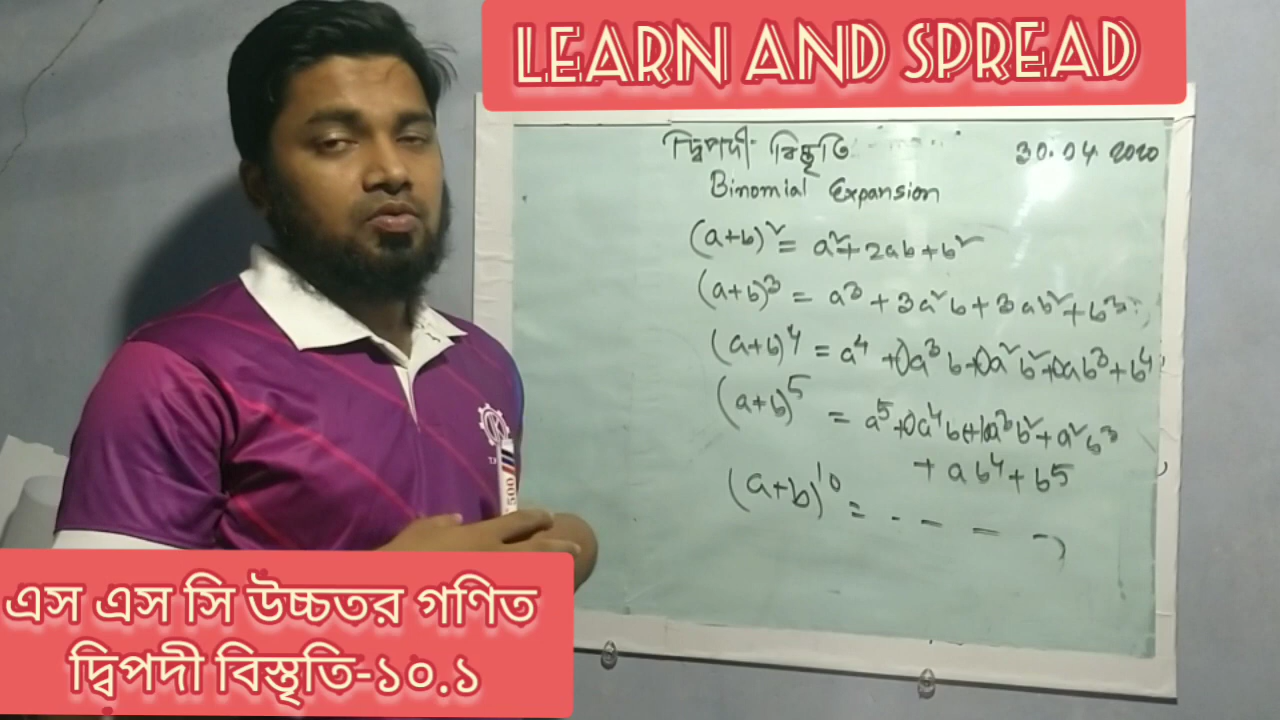 LEARN AND SPREAD
দ্বিপদী বিস্তৃতি
30.04.2020
Binomial Expansion
(a+b)² = a²+2ab+b²
(a+b)³ = a³ + 3a²b + 3ab² + b³
(a+b)⁴ = a⁴ + ()a³b + ()a²b² + ()ab³ + b⁴
(a+b)⁵ = a⁵ + ()a⁴b + ()a³b² + a²b³
+ ab⁴ + b⁵
(a+b)¹⁰ = - - - -
500
এস এস সি উচ্চতর গণিত
দ্বিপদী বিস্তৃতি-১০.১